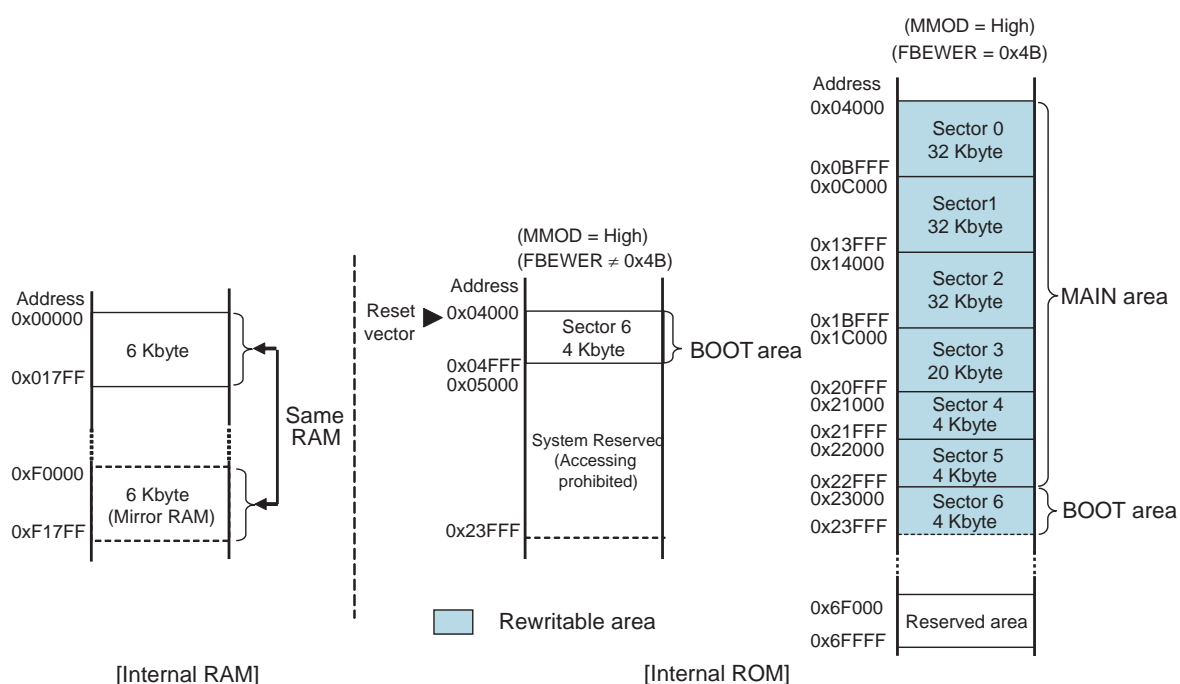 Address
0x00000
6 Kbyte
0x017FF
Same
RAM
0xF0000
6 Kbyte
(Mirror RAM)
0xF17FF
[Internal RAM]
(MMOD = High)
(FBEWER ≠ 0x4B)
Address
Reset
vector
0x04000
Sector 6
4 Kbyte
BOOT area
0x04FFF
0x05000
System Reserved
(Accessing
prohibited)
0x23FFF
Rewritable area
[Internal ROM]
(MMOD = High)
(FBEWER = 0x4B)
Address
0x04000
Sector 0
32 Kbyte
0x0BFFF
0x0C000
Sector1
32 Kbyte
0x13FFF
0x14000
Sector 2
32 Kbyte
MAIN area
0x1BFFF
0x1C000
Sector 3
20 Kbyte
0x20FFF
0x21000
Sector 4
4 Kbyte
0x21FFF
0x22000
Sector 5
4 Kbyte
0x22FFF
0x23000
Sector 6
4 Kbyte
BOOT area
0x23FFF
0x6F000
Reserved area
0x6FFFF